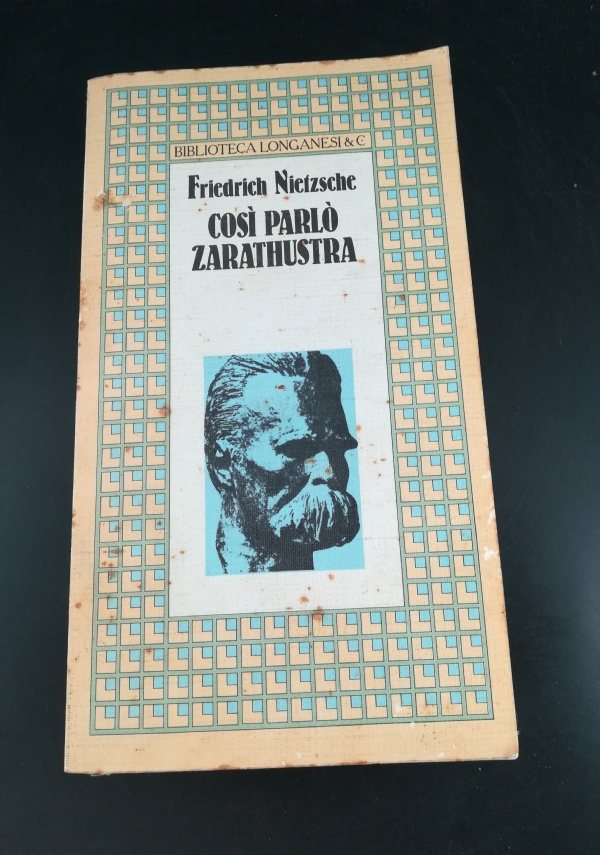 BIBLIOTECA LONGANESI & C
Friedrich Nietzsche
COSÌ PARLÒ
ZARATHUSTRA